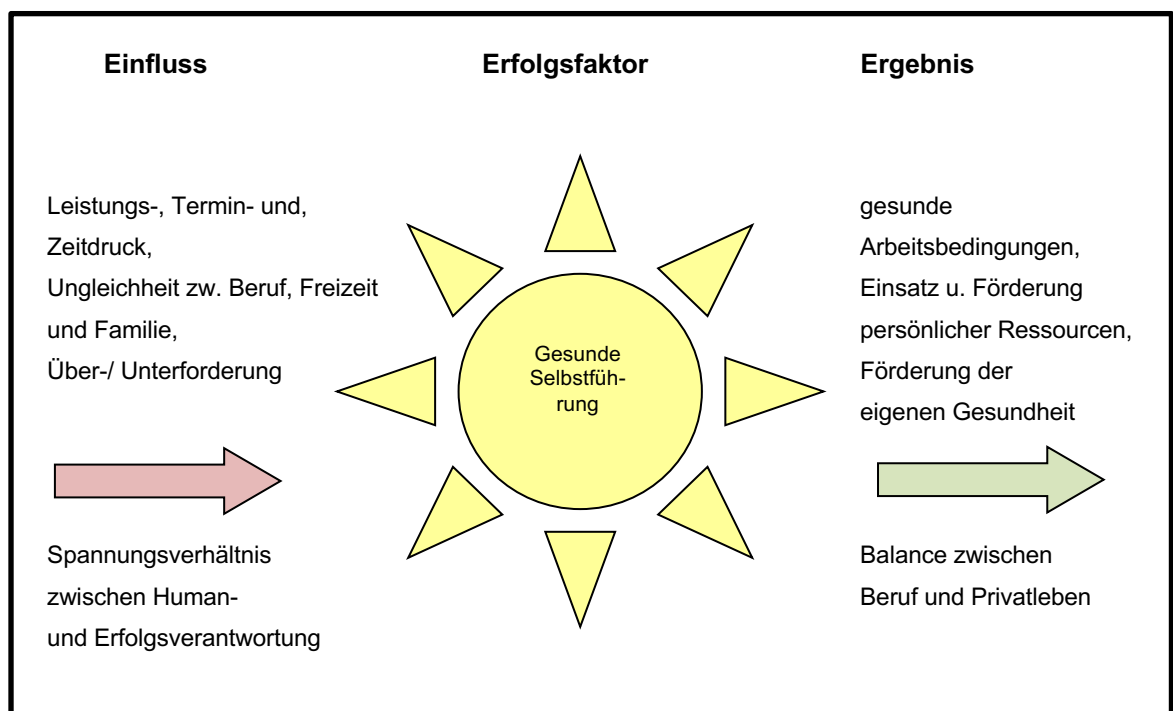 Einfluss
Erfolgsfaktor
Ergebnis
Leistungs-, Termin- und,
Zeitdruck,
Ungleichheit zw. Beruf, Freizeit
und Familie,
Über-/ Unterforderung
Spannungsverhältnis
zwischen Human-
und Erfolgsverantwortung
Gesunde
Selbstfüh-
rung
gesunde
Arbeitsbedingungen,
Einsatz u. Förderung
persönlicher Ressourcen,
Förderung der
eigenen Gesundheit
Balance zwischen
Beruf und Privatleben